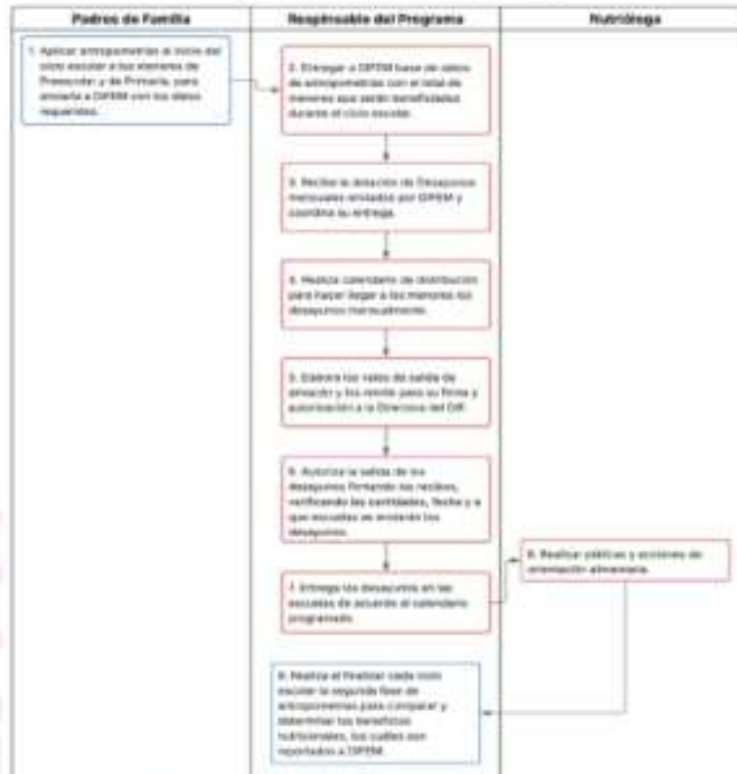 Padres de Familia
Responsable del Programa
Nutrióloga
1. Aplicar antropometrías al inicio del
ciclo escolar a los menores de
Preescolar y de Primaria, para
enviarla a DIFEM con los datos
requeridos.
2. Entregar a DIFEM base de datos
de antropometrías con el total de
menores que serán beneficiados
durante el ciclo escolar.
3. Recibe la dotación de Desayunos
mensuales enviados por DIFEM y
coordina su entrega.
4. Realiza calendario de distribución
para hacer llegar a los menores los
desayunos mensualmente.
5. Elabora los vales de salida de
almacén y los remite para su firma y
autorización a la Directora del DIF
6. Autoriza la salida de los
desayunos firmando los recibos,
verificando las cantidades, fecha y a
que escuelas se enviarán los
desayunos.
7. Entrega los desayunos en las
escuelas de acuerdo al calendario
programado.
8. Realizar pláticas y acciones de
orientación alimentaria.
9. Realiza al finalizar cada ciclo
escolar la segunda fase de
antropometrías para comparar y
determinar los beneficios
nutricionales, los cuáles son
reportados a DIFEM